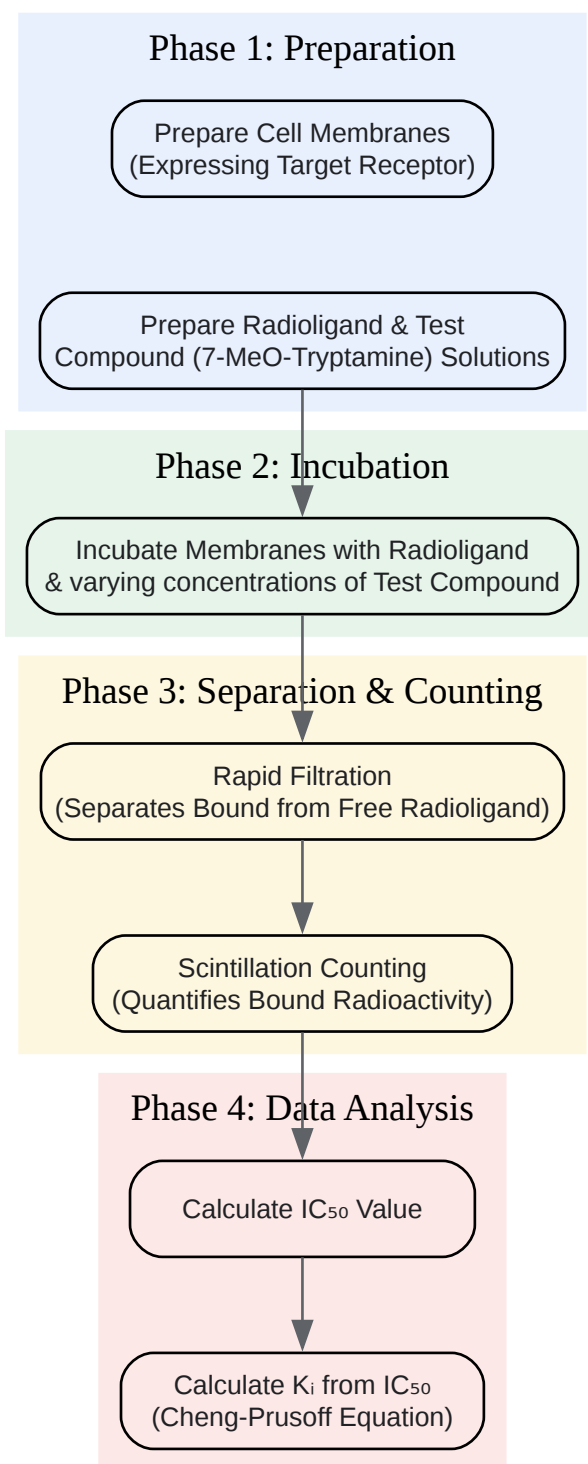 Phase 1: Preparation
Prepare Cell Membranes
(Expressing Target Receptor)
Prepare Radioligand & Test
Compound (7-MeO-Tryptamine) Solutions
Phase 2: Incubation
Incubate Membranes with Radioligand
& varying concentrations of Test Compound
Phase 3: Separation & Counting
Rapid Filtration
(Separates Bound from Free Radioligand)
Scintillation Counting
(Quantifies Bound Radioactivity)
Phase 4: Data Analysis
Calculate IC₅₀ Value
Calculate Kᵢ from IC₅₀
(Cheng-Prusoff Equation)